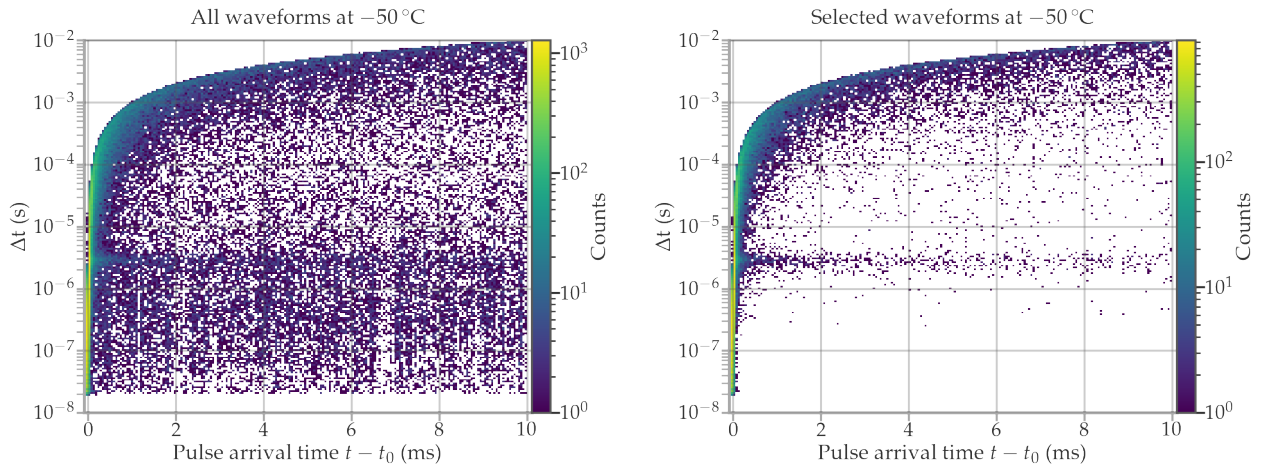 All waveforms at −50 °C
10⁻²
10⁻³
10⁻⁴
10⁻⁵
10⁻⁶
10⁻⁷
10⁻⁸
Δt (s)
0 2 4 6 8 10
Pulse arrival time t − t₀ (ms)
10³
10²
10¹
10⁰
Counts
Selected waveforms at −50 °C
10⁻²
10⁻³
10⁻⁴
10⁻⁵
10⁻⁶
10⁻⁷
10⁻⁸
Δt (s)
0 2 4 6 8 10
Pulse arrival time t − t₀ (ms)
10²
10¹
10⁰
Counts